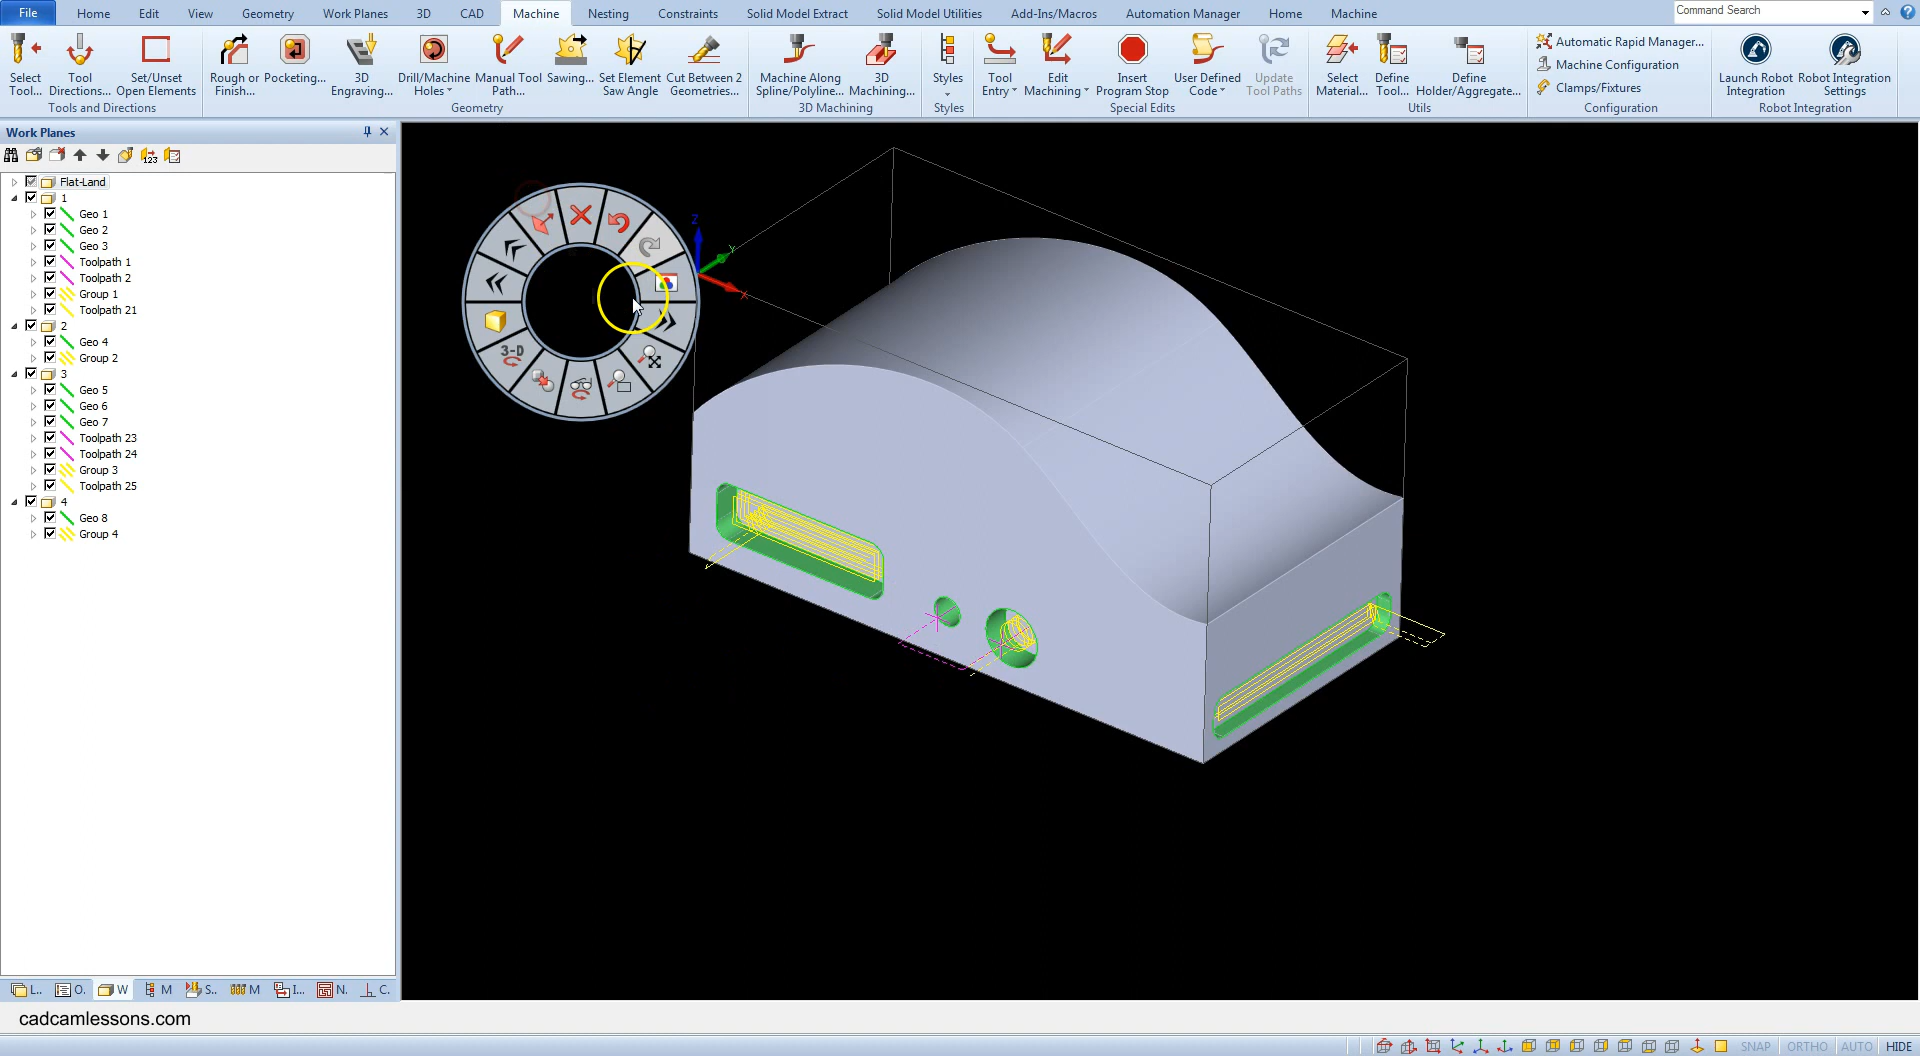 File Home Edit View Geometry Work Planes 3D CAD Machine Nesting Constraints Solid Model Extract Solid Model Utilities Add-Ins/Macros Automation Manager Home Machine Command Search
Select Tool...
Tool Directions...
Set/Unset Open Elements
Tools and Directions
Rough or Finish...
Pocketing...
3D Engraving...
Drill/Machine Holes
Manual Tool Path...
Sawing...
Set Element Saw Angle
Cut Between 2 Geometries...
Geometry
Machine Along Spline/Polyline...
3D Machining...
3D Machining
Styles
Styles
Tool Entry
Edit Machining
Insert Program Stop
User Defined Code
Update Tool Paths
Special Edits
Select Material...
Define Tool...
Define Holder/Aggregate...
Utils
Automatic Rapid Manager...
Machine Configuration
Clamps/Fixtures
Configuration
Launch Robot Integration
Robot Integration Settings
Robot Integration
Work Planes
123
Flat-Land
1
Geo 1
Geo 2
Geo 3
Toolpath 1
Toolpath 2
Group 1
Toolpath 21
2
Geo 4
Group 2
3
Geo 5
Geo 6
Geo 7
Toolpath 23
Toolpath 24
Group 3
Toolpath 25
4
Geo 8
Group 4
3-D
Z
Y
X
L.. O. W M S.. M I... N. C.
cadcamlessons.com
SNAP ORTHO AUTO HIDE